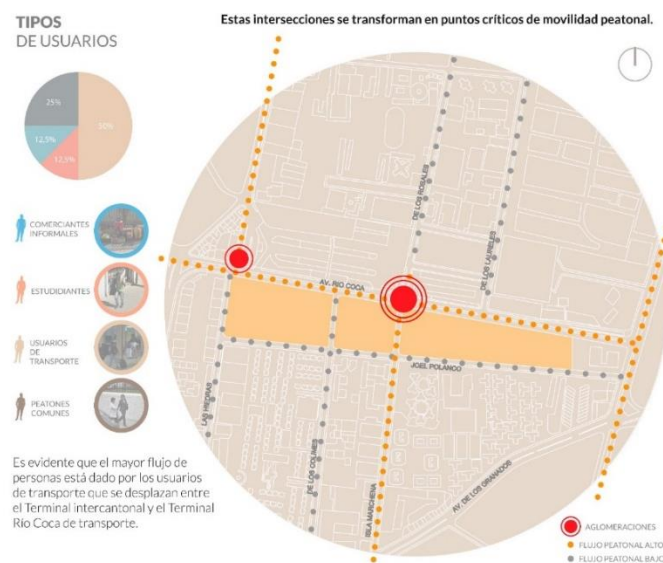 TIPOS
DE USUARIOS
Estas intersecciones se transforman en puntos críticos de movilidad peatonal.
25%
50%
12,5%
12,5%
COMERCIANTES
INFORMALES
ESTUDIANTES
USUARIOS
DE
TRANSPORTE
PEATONES
COMUNES
Es evidente que el mayor flujo de
personas está dado por los usuarios
de transporte que se desplazan entre
el Terminal intercantonal y el Terminal
Río Coca de transporte.
DE LOS ROSALES
DE LOS LAURELES
AV. RIO COCA
JOEL POLANCO
LAS HIEDRAS
DE LOS COLIMES
ISLA MARCHENA
AV. DE LOS GRANADOS
AGLOMERACIONES
FLUJO PEATONAL ALTO
FLUJO PEATONAL BAJO